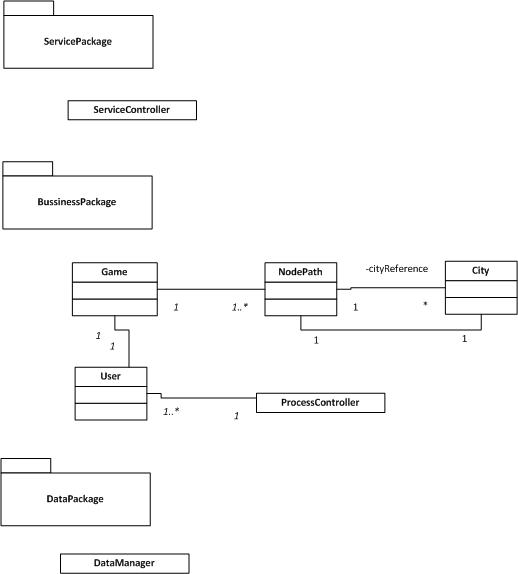 ServicePackage
ServiceController
BussinessPackage
-cityReference
Game
NodePath
City
1
1..*
1
*
1
1
1
1
User
ProcessController
1..*
1
DataPackage
DataManager